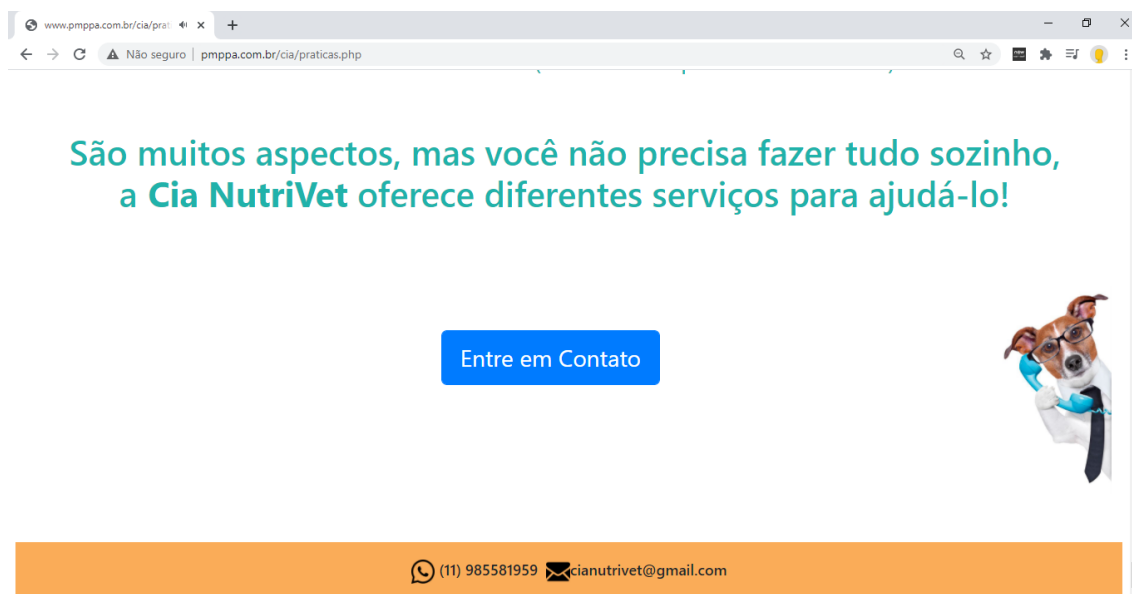 www.pmppa.com.br/cia/prat
Não seguro | pmppa.com.br/cia/praticas.php
São muitos aspectos, mas você não precisa fazer tudo sozinho,
a Cia NutriVet oferece diferentes serviços para ajudá-lo!
Entre em Contato
(11) 985581959 cianutrivet@gmail.com